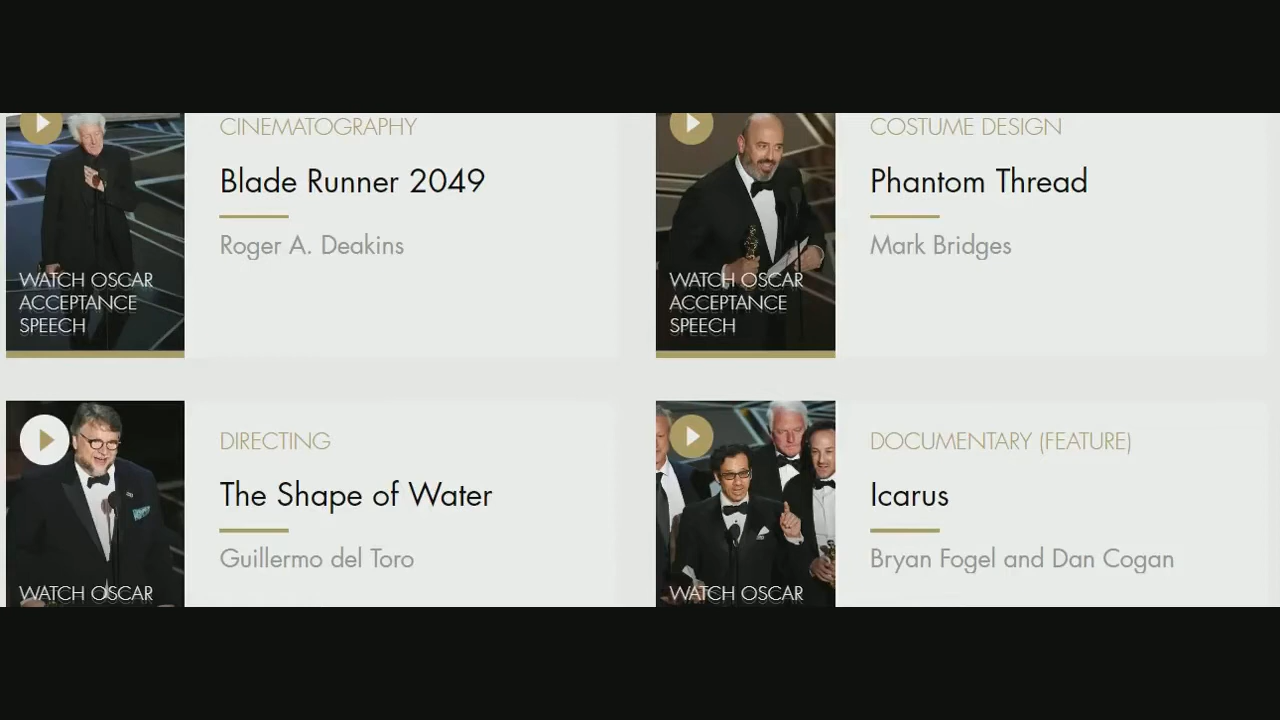 CINEMATOGRAPHY
Blade Runner 2049
Roger A. Deakins
WATCH OSCAR
ACCEPTANCE
SPEECH
COSTUME DESIGN
Phantom Thread
Mark Bridges
WATCH OSCAR
ACCEPTANCE
SPEECH
DIRECTING
The Shape of Water
Guillermo del Toro
WATCH OSCAR
DOCUMENTARY (FEATURE)
Icarus
Bryan Fogel and Dan Cogan
WATCH OSCAR